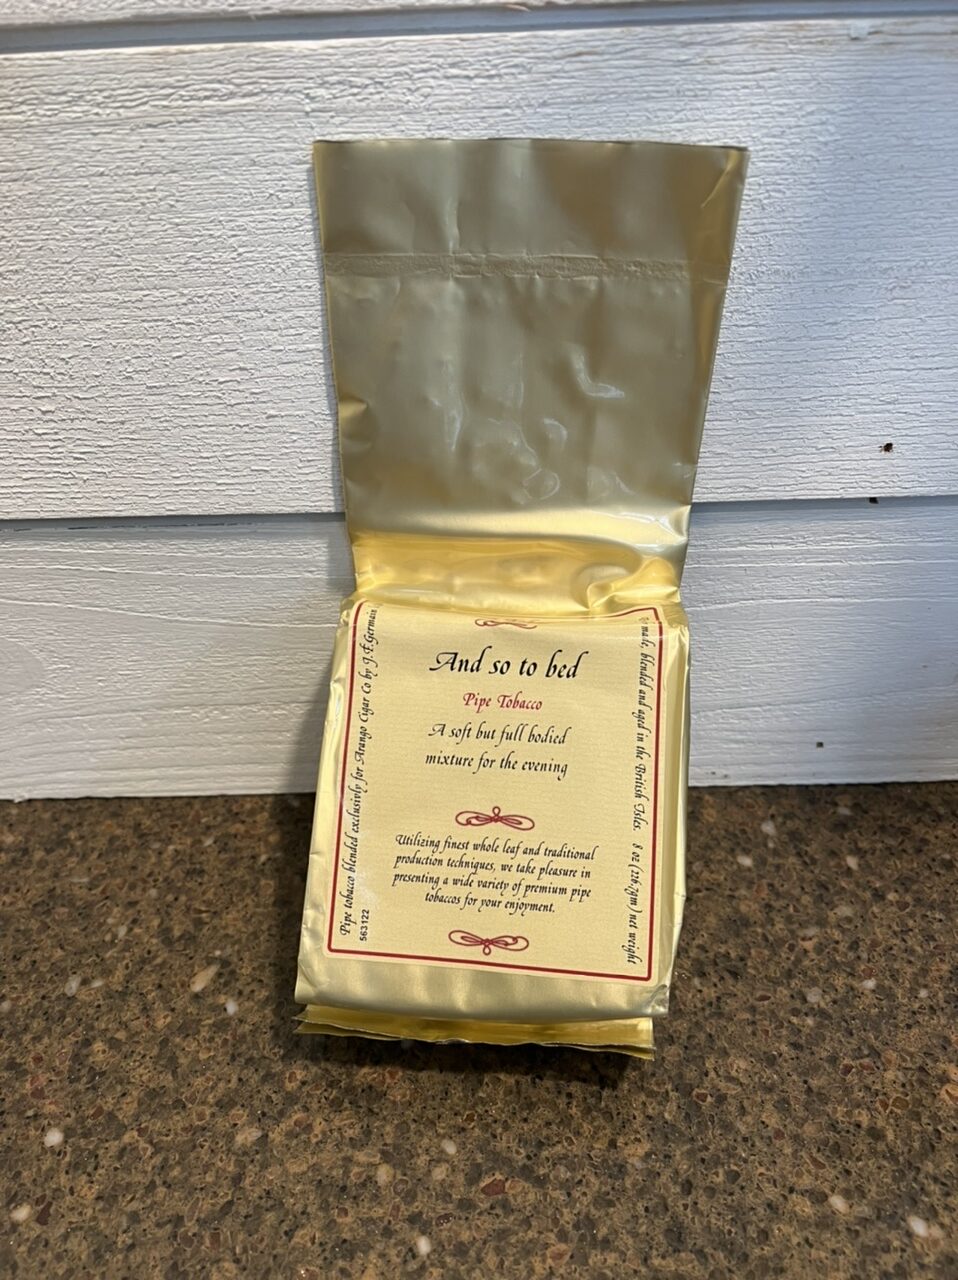 And so to bed
Pipe Tobacco
A soft but full bodied
mixture for the evening
Utilizing finest whole leaf and traditional
production techniques, we take pleasure in
presenting a wide variety of premium pipe
tobaccos for your enjoyment.
Pipe tobacco blended exclusivly for Arango Cigar Co by J.F.Germain
563122
made, blended and aged in the British Isles. 8 oz (226.7gm) net weight